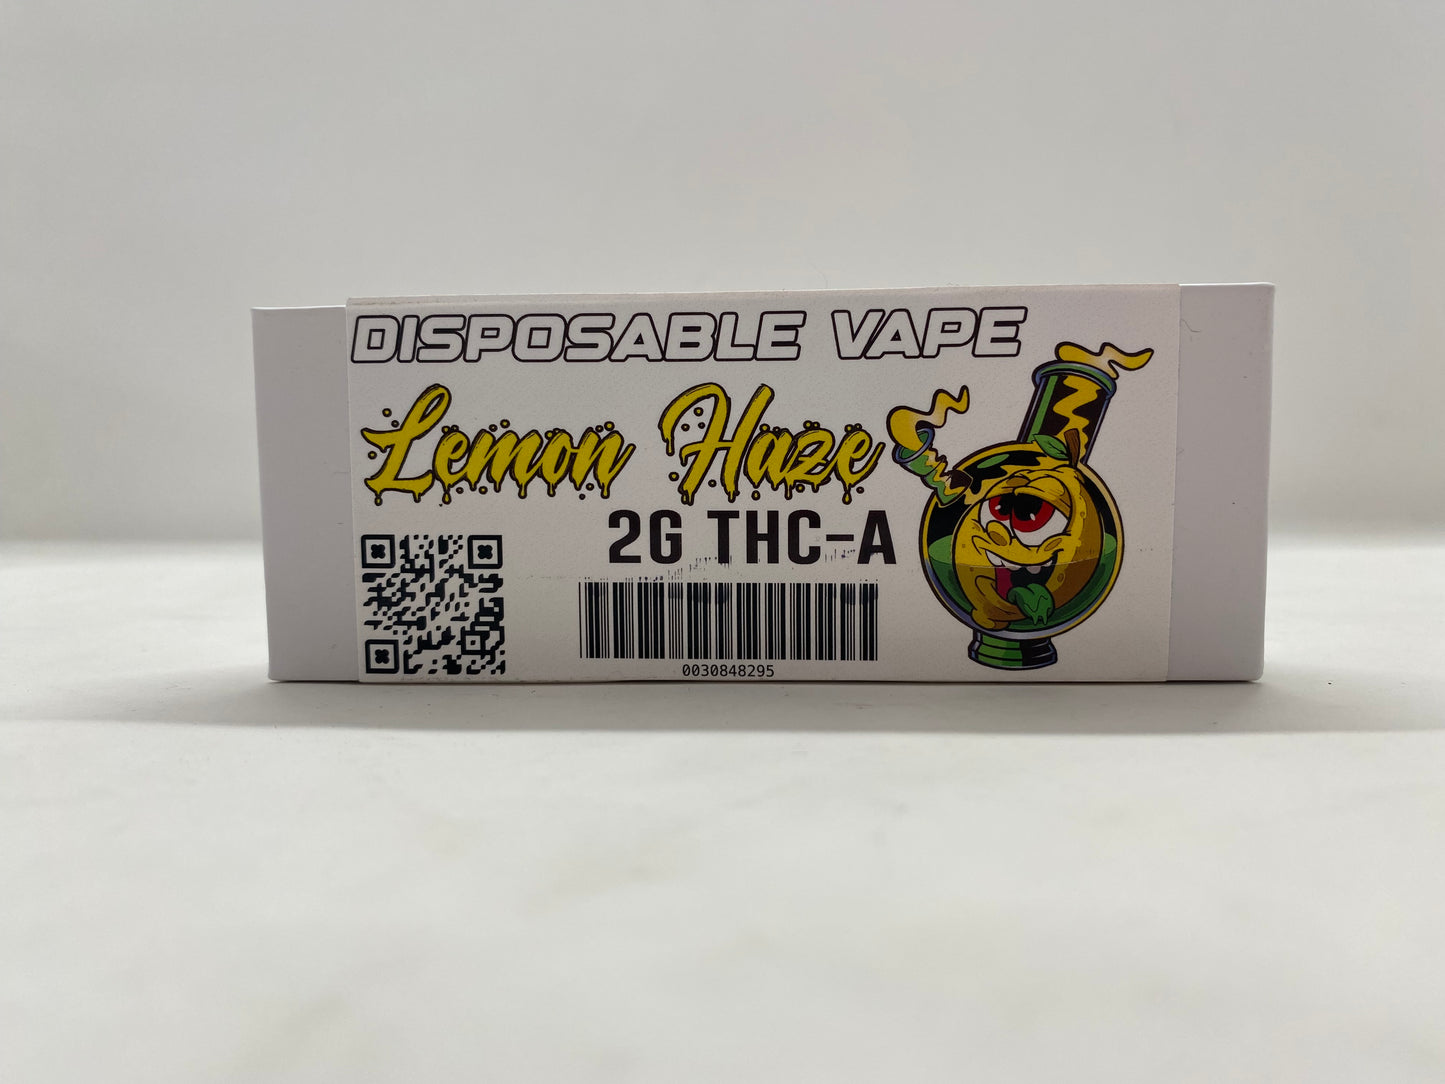 DISPOSABLE VAPE
Lemon Haze
2G THC-A
0030848295